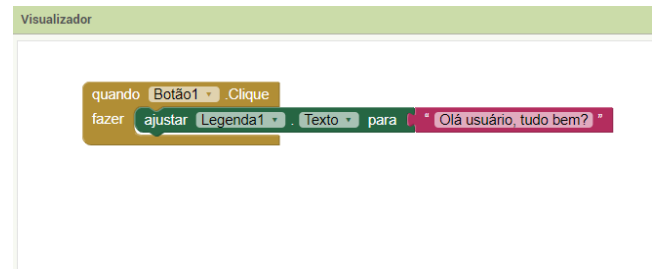 Visualizador
quando Botão1 .Clique
fazer ajustar Legenda1 . Texto para " Olá usuário, tudo bem? "